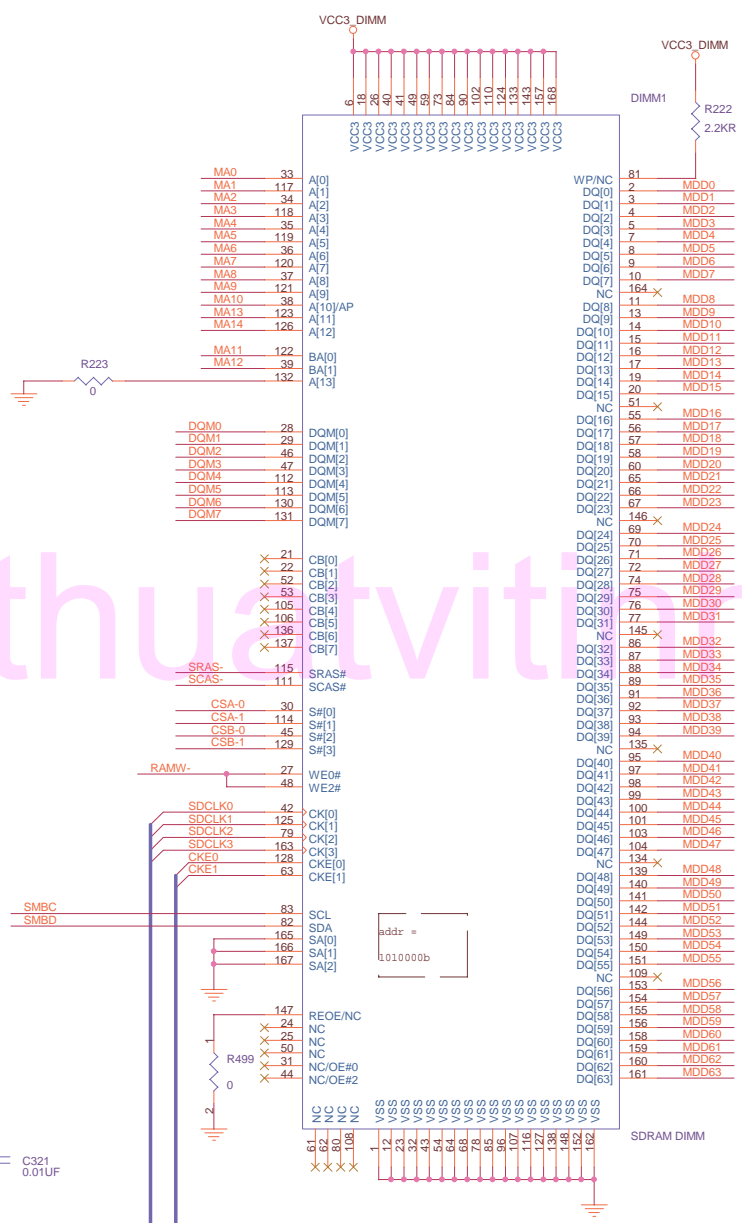 VCC3_DIMM
VCC3_DIMM
6 18 26 40 41 49 59 73 84 90 102 110 124 133 143 157 168
VCC3 VCC3 VCC3 VCC3 VCC3 VCC3 VCC3 VCC3 VCC3 VCC3 VCC3 VCC3 VCC3 VCC3 VCC3 VCC3 VCC3
DIMM1
R222
2.2KR
MA0 33 A[0]
MA1 117 A[1]
MA2 34 A[2]
MA3 118 A[3]
MA4 35 A[4]
MA5 119 A[5]
MA6 36 A[6]
MA7 120 A[7]
MA8 37 A[8]
MA9 121 A[9]
MA10 38 A[10]/AP
MA13 123 A[11]
MA14 126 A[12]
MA11 122 BA[0]
MA12 39 BA[1]
R223
0
132 A[13]
DQM0 28 DQM[0]
DQM1 29 DQM[1]
DQM2 46 DQM[2]
DQM3 47 DQM[3]
DQM4 112 DQM[4]
DQM5 113 DQM[5]
DQM6 130 DQM[6]
DQM7 131 DQM[7]
21 CB[0]
22 CB[1]
52 CB[2]
53 CB[3]
105 CB[4]
106 CB[5]
136 CB[6]
137 CB[7]
SRAS- 115 SRAS#
SCAS- 111 SCAS#
CSA-0 30 S#[0]
CSA-1 114 S#[1]
CSB-0 45 S#[2]
CSB-1 129 S#[3]
RAMW- 27 WE0#
48 WE2#
SDCLK0 42 CK[0]
SDCLK1 125 CK[1]
SDCLK2 79 CK[2]
SDCLK3 163 CK[3]
CKE0 128 CKE[0]
CKE1 63 CKE[1]
SMBC 83 SCL
SMBD 82 SDA
165 SA[0]
166 SA[1]
167 SA[2]
addr =
1010000b
147 REOE/NC
24 NC
25 NC
50 NC
31 NC/OE#0
44 NC/OE#2
1
R499
0
2
WP/NC 81
DQ[0] 2 MDD0
DQ[1] 3 MDD1
DQ[2] 4 MDD2
DQ[3] 5 MDD3
DQ[4] 7 MDD4
DQ[5] 8 MDD5
DQ[6] 9 MDD6
DQ[7] 10 MDD7
NC 164
DQ[8] 11 MDD8
DQ[9] 13 MDD9
DQ[10] 14 MDD10
DQ[11] 15 MDD11
DQ[12] 16 MDD12
DQ[13] 17 MDD13
DQ[14] 19 MDD14
DQ[15] 20 MDD15
NC 51
DQ[16] 55 MDD16
DQ[17] 56 MDD17
DQ[18] 57 MDD18
DQ[19] 58 MDD19
DQ[20] 60 MDD20
DQ[21] 65 MDD21
DQ[22] 66 MDD22
DQ[23] 67 MDD23
NC 146
DQ[24] 69 MDD24
DQ[25] 70 MDD25
DQ[26] 71 MDD26
DQ[27] 72 MDD27
DQ[28] 74 MDD28
DQ[29] 75 MDD29
DQ[30] 76 MDD30
DQ[31] 77 MDD31
NC 145
DQ[32] 86 MDD32
DQ[33] 87 MDD33
DQ[34] 88 MDD34
DQ[35] 89 MDD35
DQ[36] 91 MDD36
DQ[37] 92 MDD37
DQ[38] 93 MDD38
DQ[39] 94 MDD39
NC 135
DQ[40] 95 MDD40
DQ[41] 97 MDD41
DQ[42] 98 MDD42
DQ[43] 99 MDD43
DQ[44] 100 MDD44
DQ[45] 101 MDD45
DQ[46] 103 MDD46
DQ[47] 104 MDD47
NC 134
DQ[48] 139 MDD48
DQ[49] 140 MDD49
DQ[50] 141 MDD50
DQ[51] 142 MDD51
DQ[52] 144 MDD52
DQ[53] 149 MDD53
DQ[54] 150 MDD54
DQ[55] 151 MDD55
NC 109
DQ[56] 153 MDD56
DQ[57] 154 MDD57
DQ[58] 155 MDD58
DQ[59] 156 MDD59
DQ[60] 158 MDD60
DQ[61] 159 MDD61
DQ[62] 160 MDD62
DQ[63] 161 MDD63
NC NC NC NC VSS VSS VSS VSS VSS VSS VSS VSS VSS VSS VSS VSS VSS VSS VSS VSS VSS VSS
61 62 80 108 1 12 23 32 43 54 64 68 78 85 96 107 116 127 138 148 152 162
SDRAM DIMM
C321
0.01UF
thuatvitin